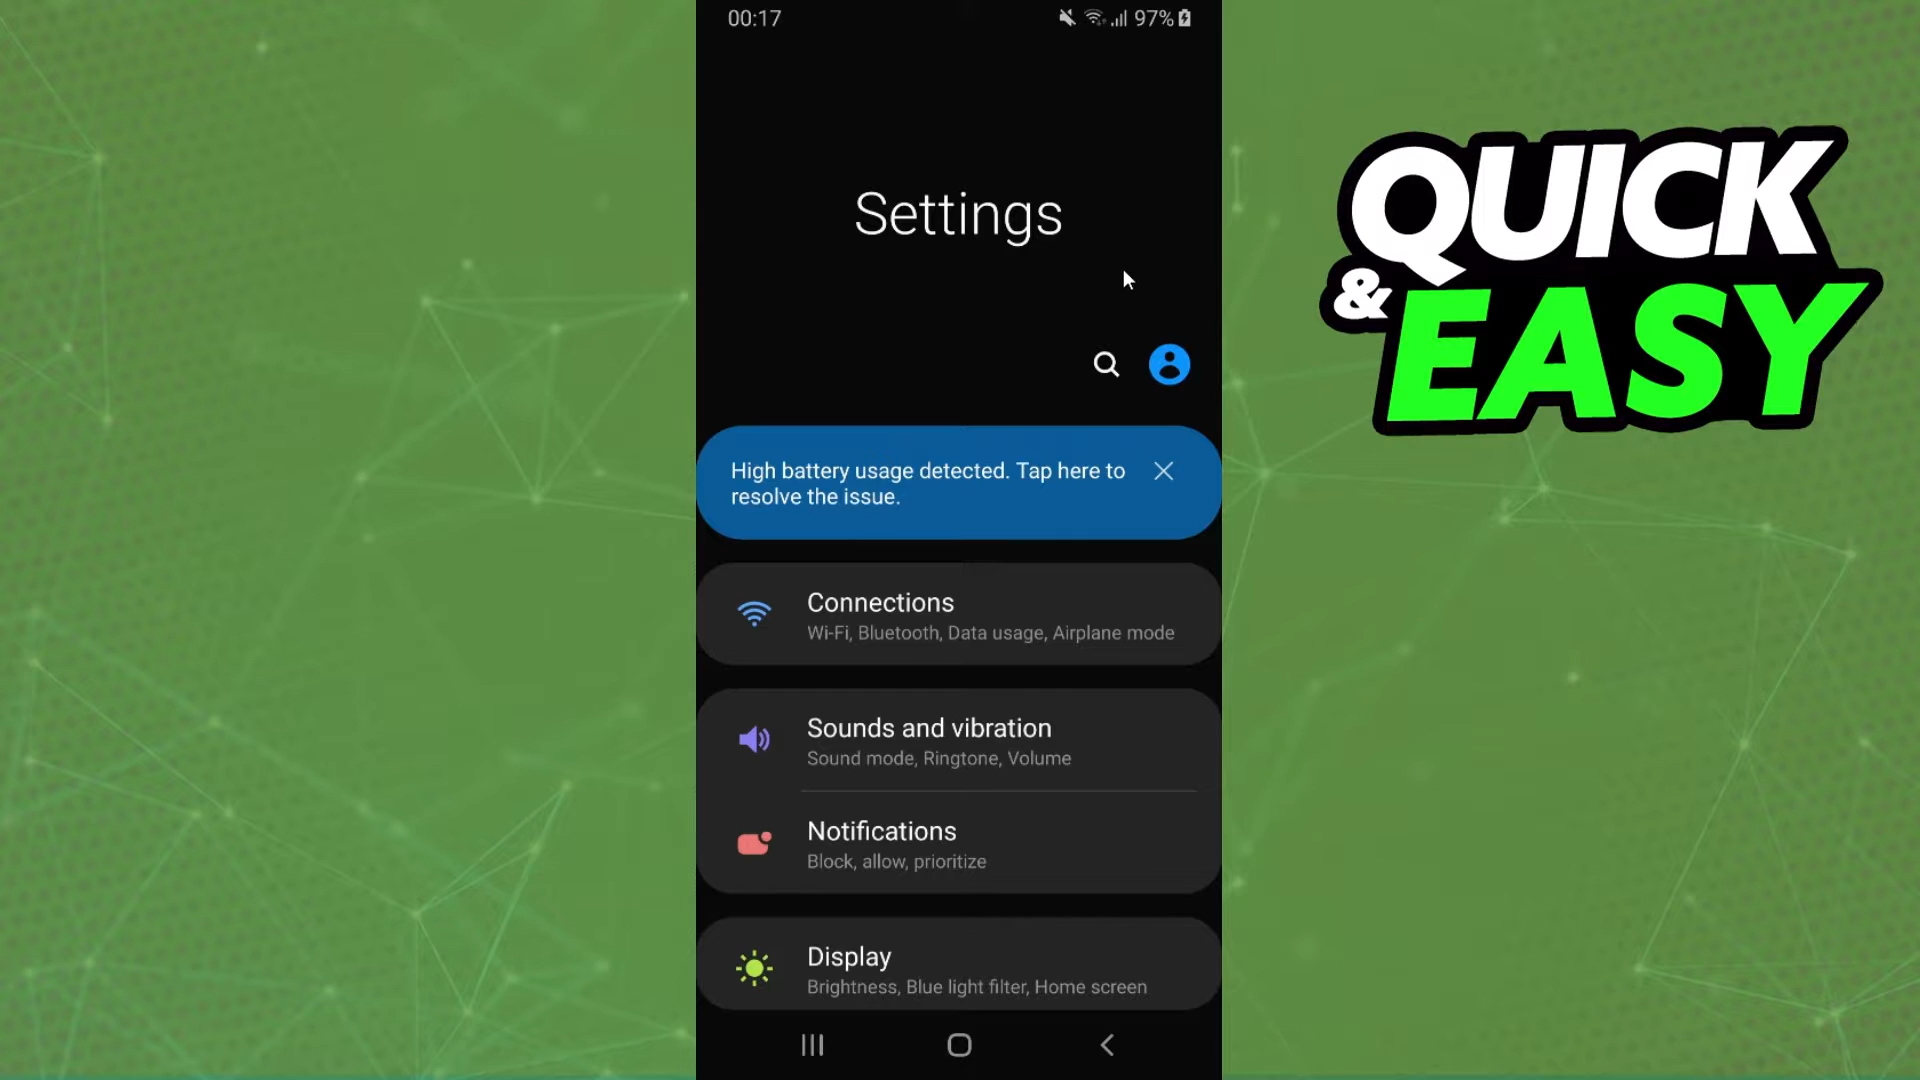 00:17
97%
Settings
High battery usage detected. Tap here to
resolve the issue.
Connections
Wi-Fi, Bluetooth, Data usage, Airplane mode
Sounds and vibration
Sound mode, Ringtone, Volume
Notifications
Block, allow, prioritize
Display
Brightness, Blue light filter, Home screen
QUICK
&
EASY